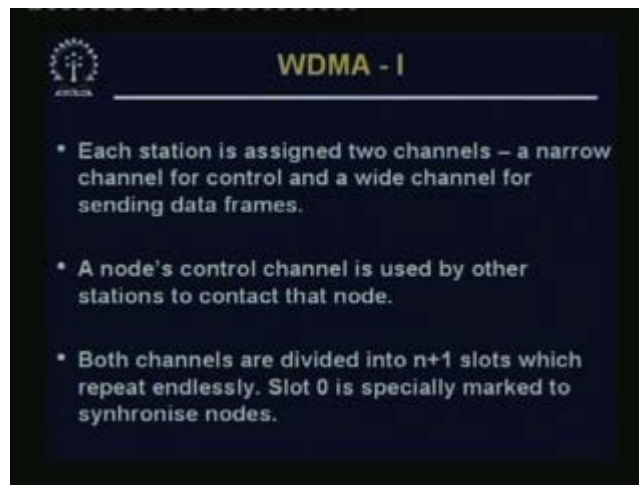 WDMA - I
• Each station is assigned two channels – a narrow
channel for control and a wide channel for
sending data frames.
• A node's control channel is used by other
stations to contact that node.
• Both channels are divided into n+1 slots which
repeat endlessly. Slot 0 is specially marked to
synhronise nodes.